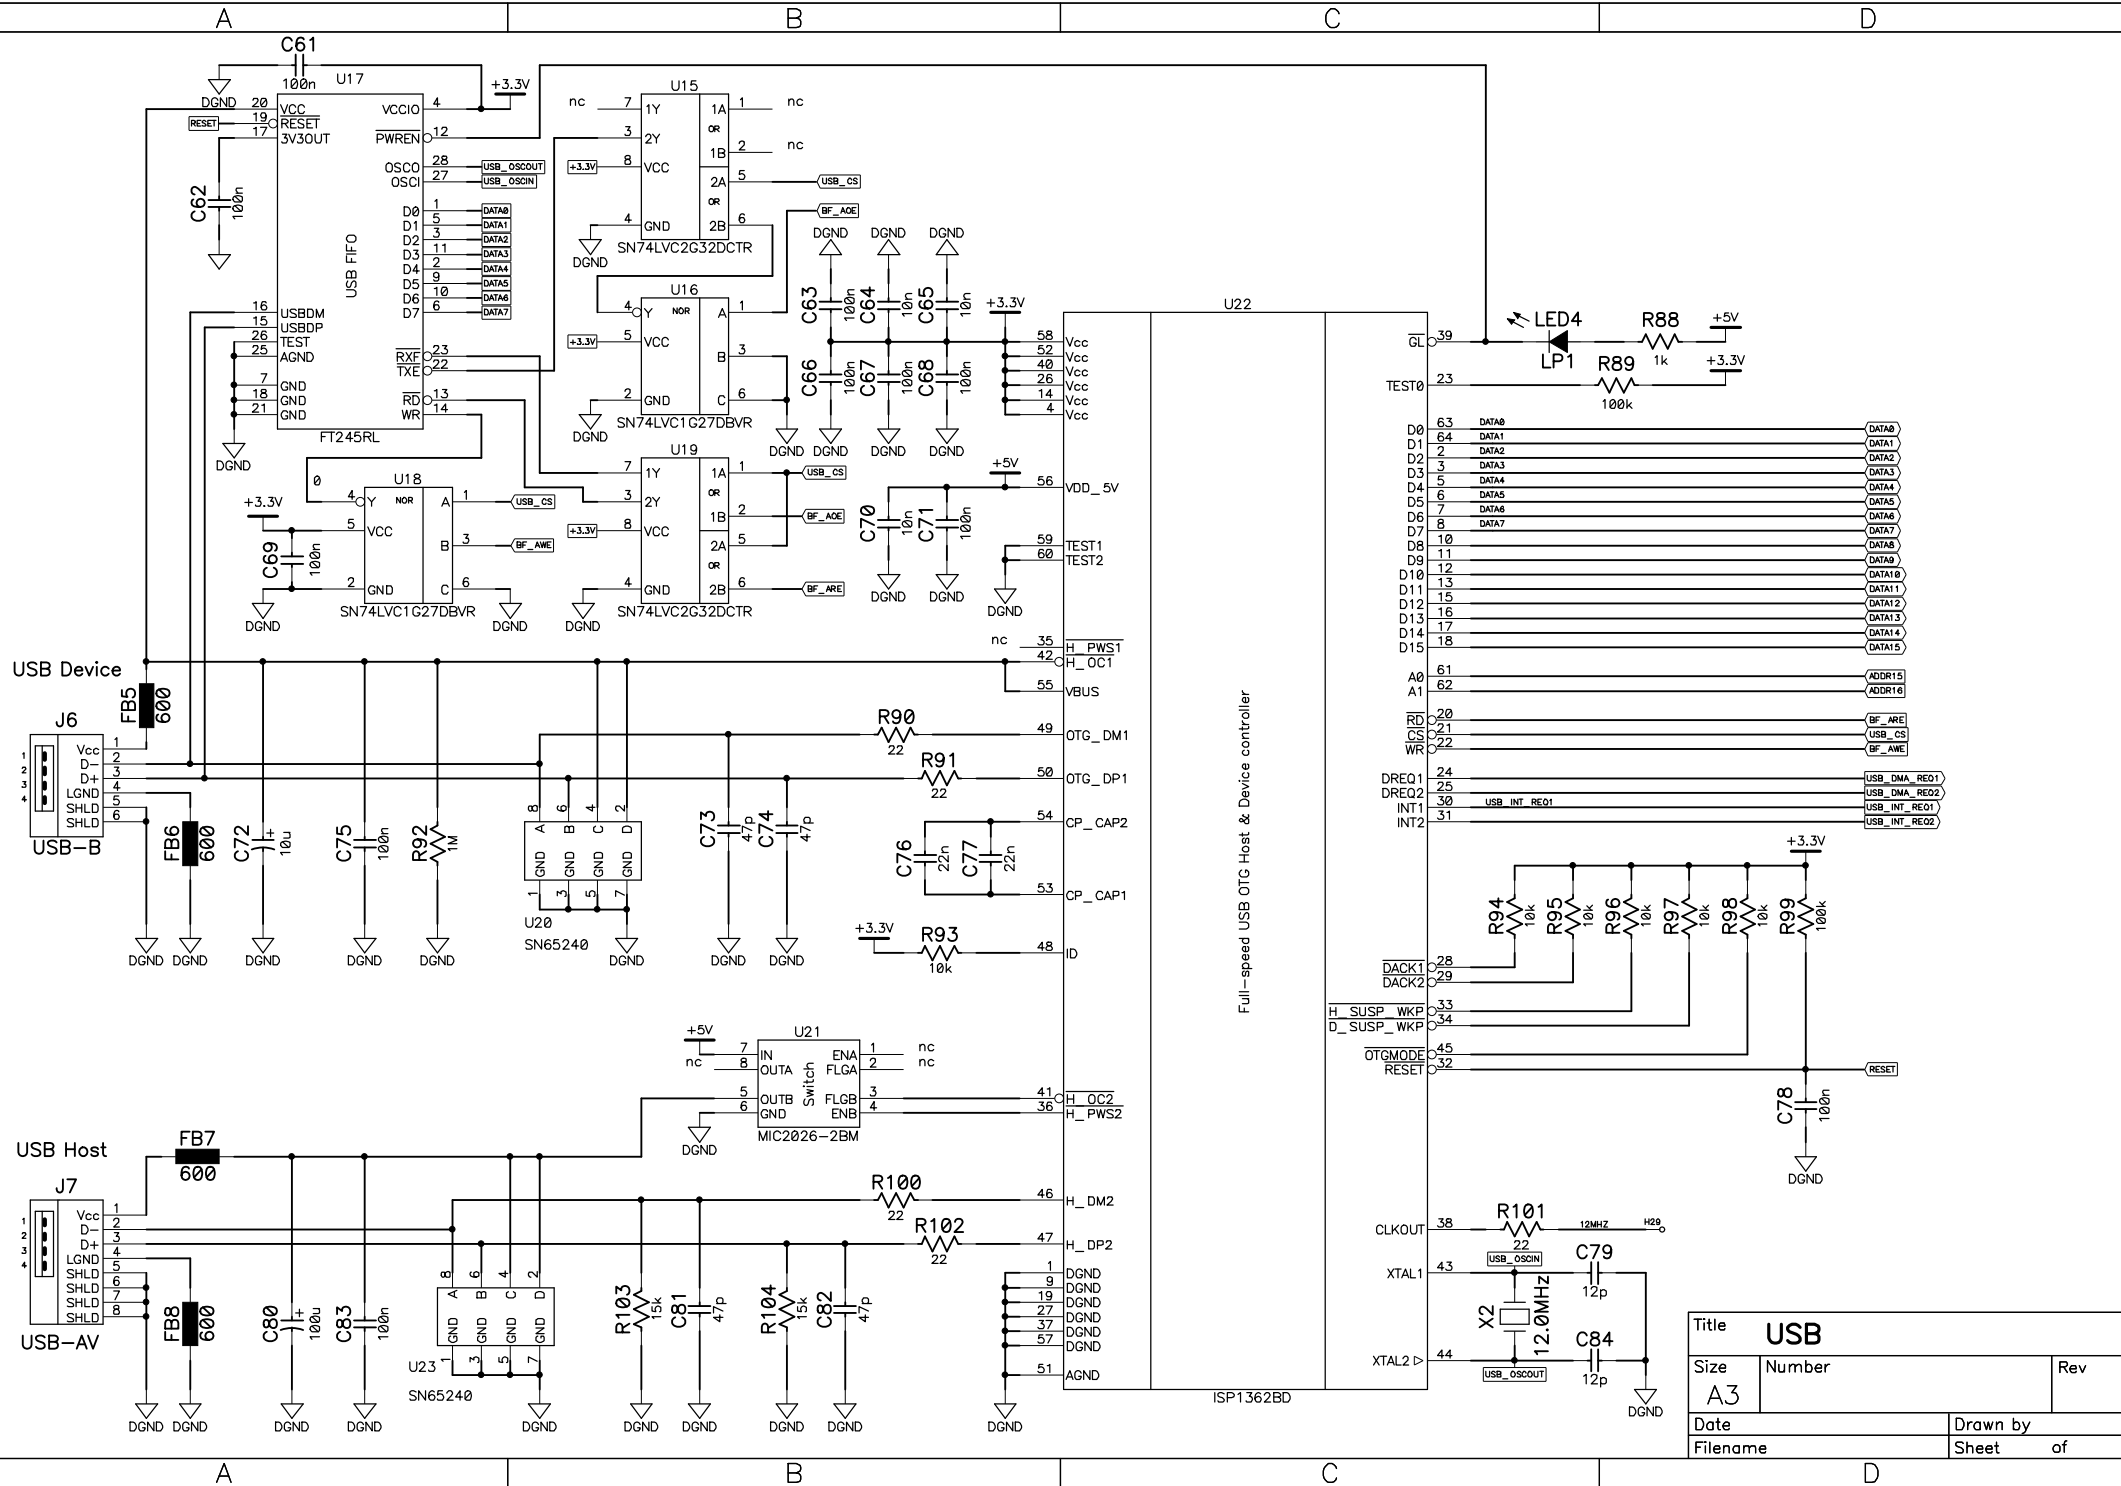 A B C D
C61
100n
DGND
U17
+3.3V
20 VCC
19 RESET
17 3V3OUT
RESET
VCCIO 4
PWREN 12
OSCO 28 USB_OSCOUT
OSCI 27 USB_OSCIN
D0 1 DATA0
D1 5 DATA1
D2 3 DATA2
D3 11 DATA3
D4 2 DATA4
D5 9 DATA5
D6 10 DATA6
D7 6 DATA7
C62
100n
USB FIFO
16 USBDM
15 USBDP
26 TEST
25 AGND
7 GND
18 GND
21 GND
RXF 23
TXE 22
RD 13
WR 14
FT245RL
DGND
U15
nc 7 1Y 1A 1 nc
OR
3 2Y 1B 2 nc
+3.3V 8 VCC
2A 5 USB_CS
OR
BF_AOE
4 GND 2B 6
DGND
SN74LVC2G32DCTR
U16
4 Y NOR A 1
+3.3V 5 VCC
B 3
2 GND C 6
DGND
SN74LVC1G27DBVR
DGND
U19
7 1Y 1A 1 USB_CS
OR
3 2Y 1B 2 BF_AOE
+3.3V 8 VCC
2A 5
OR
4 GND 2B 6 BF_ARE
DGND
SN74LVC2G32DCTR
0
U18
+3.3V
4 Y NOR A 1 USB_CS
5 VCC
B 3 BF_AWE
C69
100n
2 GND C 6
DGND
SN74LVC1G27DBVR
DGND
DGND DGND DGND
C63 100n
C64 10n
C65 10n
+3.3V
C66 100n
C67 100n
C68 100n
DGND DGND DGND
+5V
C70 10n
C71 100n
DGND DGND DGND
U22
58 Vcc
52 Vcc
40 Vcc
26 Vcc
14 Vcc
4 Vcc
56 VDD_5V
59 TEST1
60 TEST2
nc 35 H_PWS1
42 H_OC1
55 VBUS
49 OTG_DM1
50 OTG_DP1
54 CP_CAP2
53 CP_CAP1
48 ID
41 H_OC2
36 H_PWS2
46 H_DM2
47 H_DP2
1 DGND
9 DGND
19 DGND
27 DGND
37 DGND
57 DGND
51 AGND
DGND
Full-speed USB OTG Host & Device controller
ISP1362BD
GL 39
LED4
LP1
R88
1k
+5V
TEST0 23
R89
100k
+3.3V
D0 63 DATA0 DATA0
D1 64 DATA1 DATA1
D2 2 DATA2 DATA2
D3 3 DATA3 DATA3
D4 5 DATA4 DATA4
D5 6 DATA5 DATA5
D6 7 DATA6 DATA6
D7 8 DATA7 DATA7
D8 10 DATA8
D9 11 DATA9
D10 12 DATA10
D11 13 DATA11
D12 15 DATA12
D13 16 DATA13
D14 17 DATA14
D15 18 DATA15
A0 61 ADDR15
A1 62 ADDR16
RD 20 BF_ARE
CS 21 USB_CS
WR 22 BF_AWE
DREQ1 24 USB_DMA_REQ1
DREQ2 25 USB_DMA_REQ2
INT1 30 USB_INT_REQ1 USB_INT_REQ1
INT2 31 USB_INT_REQ2
+3.3V
R94 10k
R95 10k
R96 10k
R97 10k
R98 10k
R99 100k
DACK1 28
DACK2 29
H_SUSP_WKP 33
D_SUSP_WKP 34
OTGMODE 45
RESET 32 RESET
C78
100n
DGND
CLKOUT 38
R101
22
12MHZ H29
USB_OSCIN
XTAL1 43
C79
12p
X2
12.0MHz
C84
12p
XTAL2 44
USB_OSCOUT
DGND
USB Device
FB5
600
J6
1 2 3 4
Vcc 1
D- 2
D+ 3
LGND 4
SHLD 5
SHLD 6
USB-B
FB6
600
C72
10u
C75
100n
R92
1M
DGND DGND DGND DGND DGND
8 6 4 2
A B C D
GND GND GND GND
1 3 5 7
U20
SN65240
DGND
C73 47p
C74 47p
DGND DGND
R90
22
R91
22
C76 22n
C77 22n
+3.3V
R93
10k
+5V
U21
7 IN ENA 1 nc
nc 8 OUTA FLGA 2 nc
Switch
5 OUTB FLGB 3
6 GND ENB 4
DGND
MIC2026-2BM
USB Host
FB7
600
J7
1 2 3 4
Vcc 1
D- 2
D+ 3
LGND 4
SHLD 5
SHLD 6
SHLD 7
SHLD 8
USB-AV
FB8
600
C80
100u
C83
100n
DGND DGND DGND DGND
8 6 4 2
A B C D
GND GND GND GND
1 3 5 7
U23
SN65240
DGND
R103 15k
C81 47p
R104 15k
C82 47p
DGND DGND DGND DGND
R100
22
R102
22
Title USB
Size Number Rev
A3
Date Drawn by
Filename Sheet of
A B C D